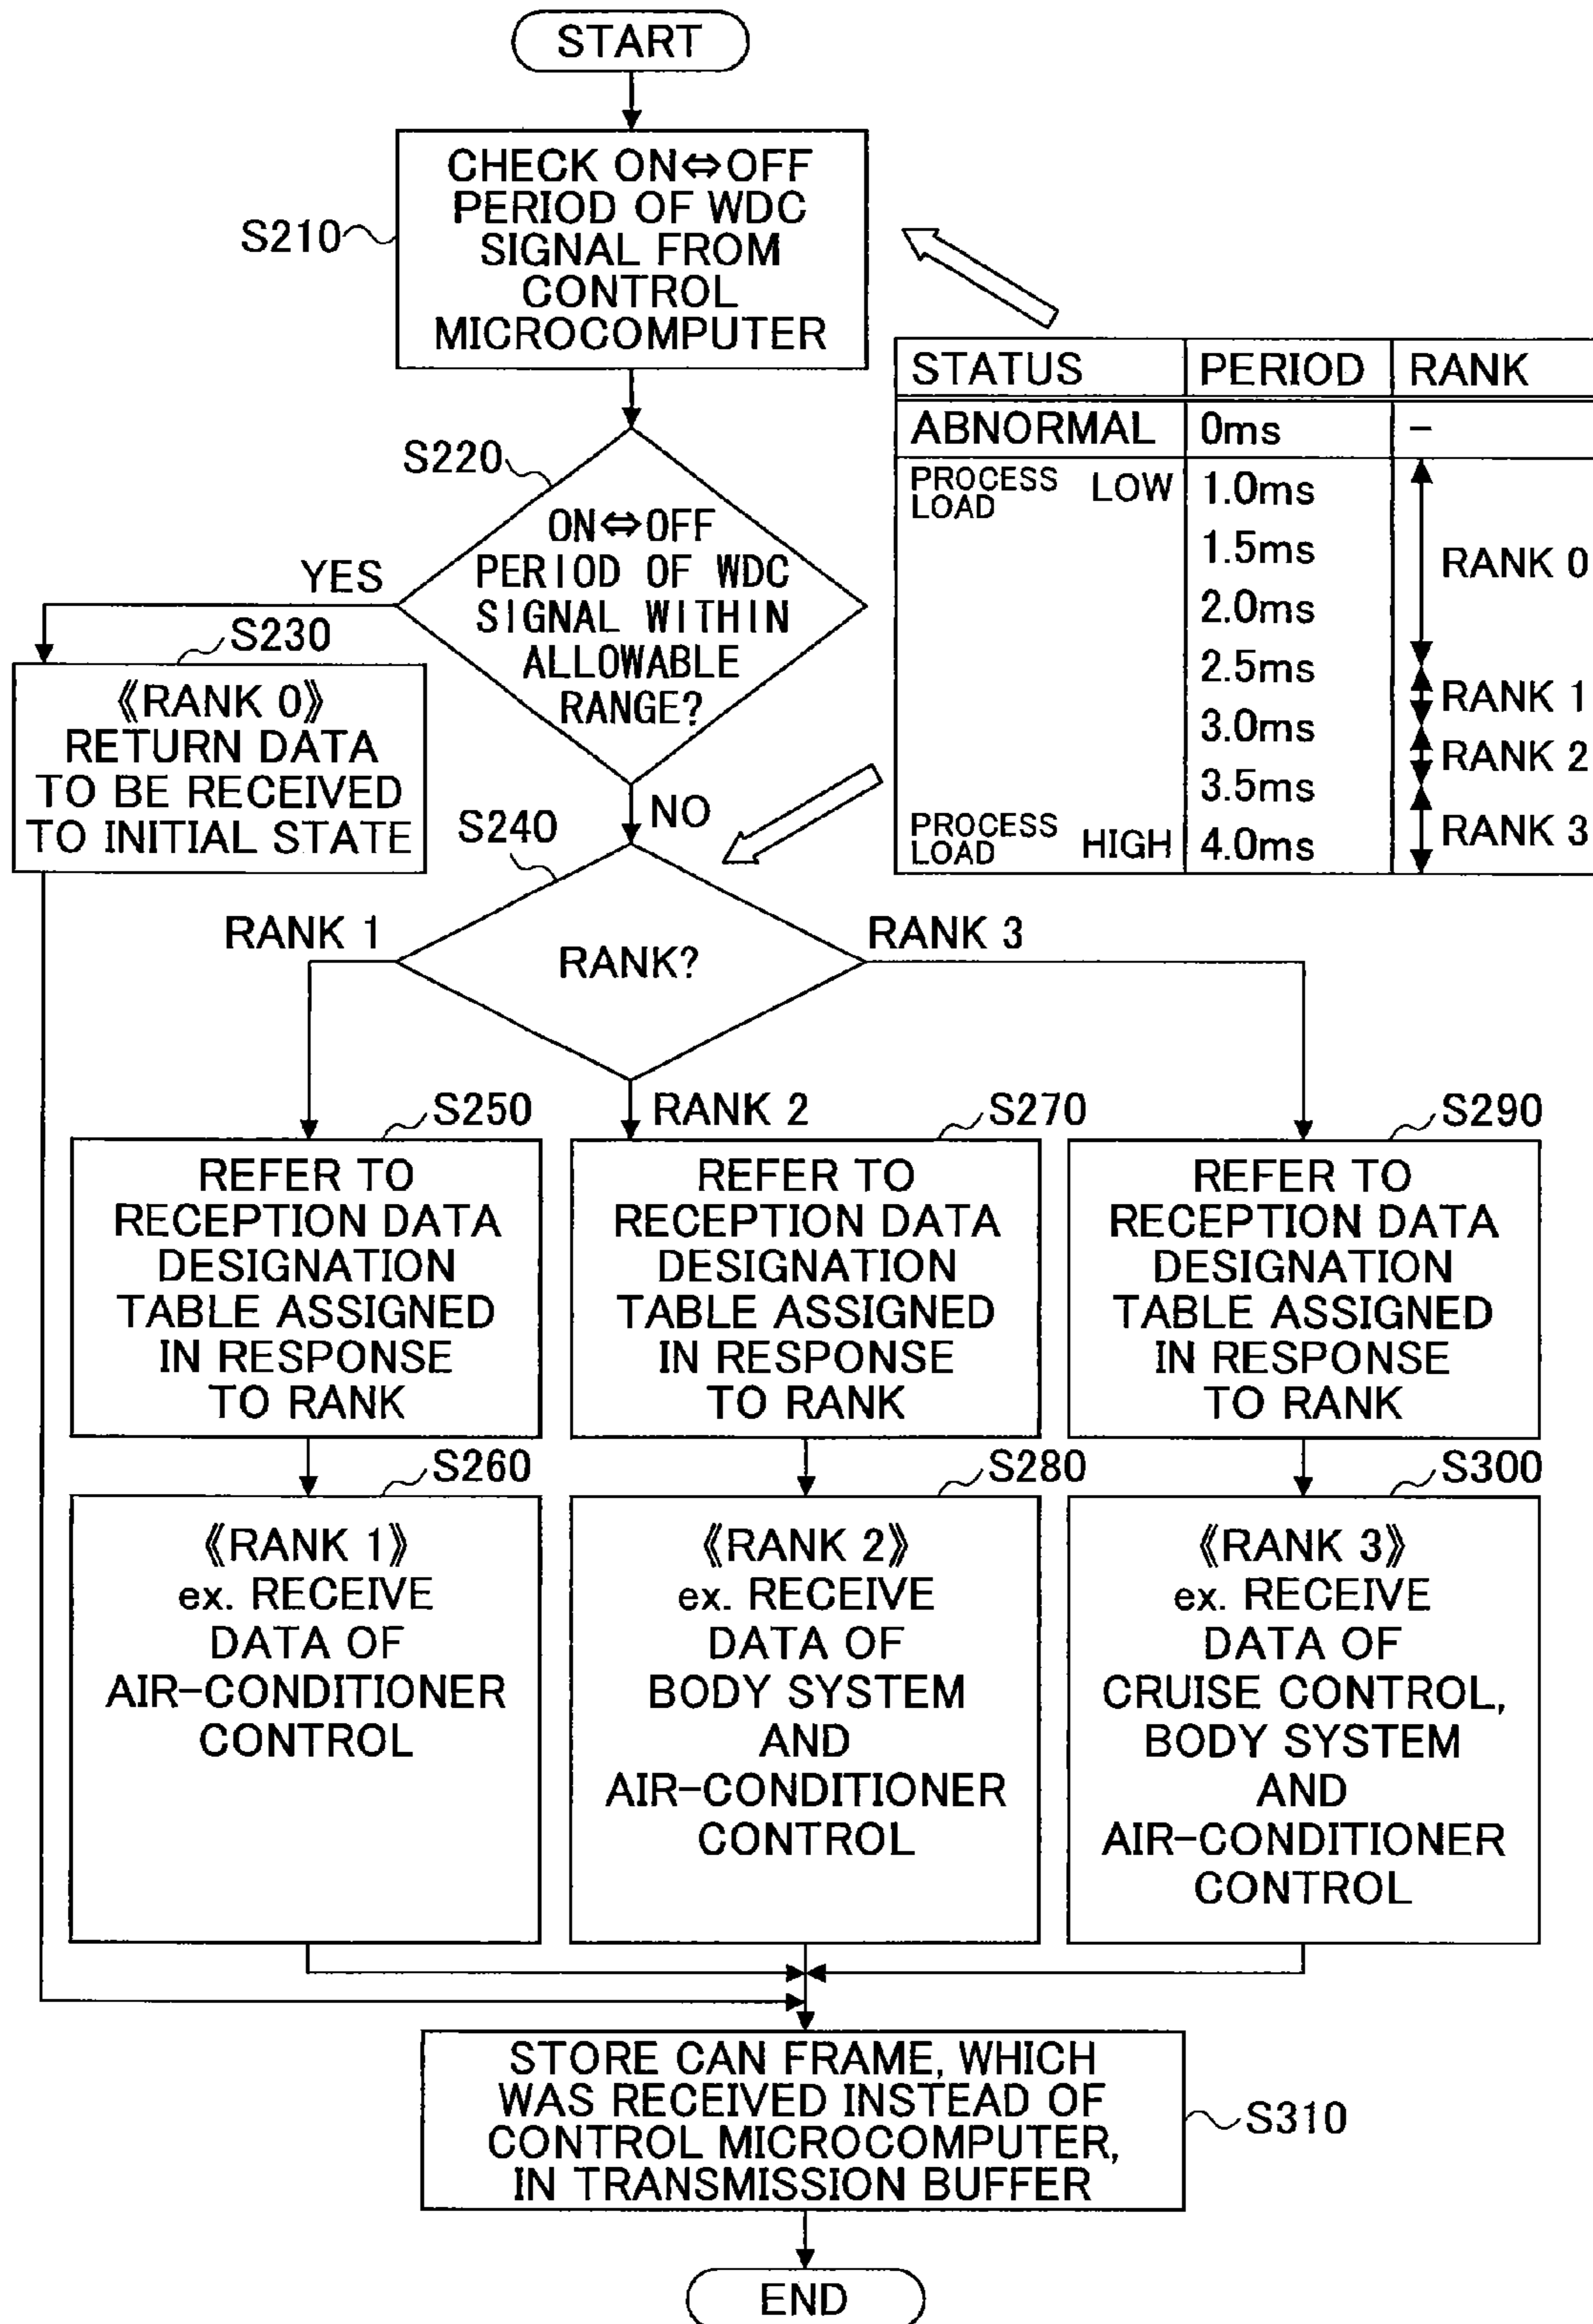 START
CHECK ON⇔OFF
PERIOD OF WDC
SIGNAL FROM
CONTROL
MICROCOMPUTER
S210
STATUS PERIOD RANK
ABNORMAL 0ms -
PROCESS LOAD LOW 1.0ms
1.5ms
RANK 0
2.0ms
2.5ms
RANK 1
3.0ms
RANK 2
3.5ms
PROCESS LOAD HIGH 4.0ms
RANK 3
S220
ON⇔OFF
PERIOD OF WDC
SIGNAL WITHIN
ALLOWABLE
RANGE?
YES
S230
《RANK 0》
RETURN DATA
TO BE RECEIVED
TO INITIAL STATE
NO
S240
RANK?
RANK 1
RANK 3
RANK 2
S250
REFER TO
RECEPTION DATA
DESIGNATION
TABLE ASSIGNED
IN RESPONSE
TO RANK
S270
REFER TO
RECEPTION DATA
DESIGNATION
TABLE ASSIGNED
IN RESPONSE
TO RANK
S290
REFER TO
RECEPTION DATA
DESIGNATION
TABLE ASSIGNED
IN RESPONSE
TO RANK
S260
《RANK 1》
ex. RECEIVE
DATA OF
AIR-CONDITIONER
CONTROL
S280
《RANK 2》
ex. RECEIVE
DATA OF
BODY SYSTEM
AND
AIR-CONDITIONER
CONTROL
S300
《RANK 3》
ex. RECEIVE
DATA OF
CRUISE CONTROL,
BODY SYSTEM
AND
AIR-CONDITIONER
CONTROL
STORE CAN FRAME, WHICH
WAS RECEIVED INSTEAD OF
CONTROL MICROCOMPUTER,
IN TRANSMISSION BUFFER
S310
END